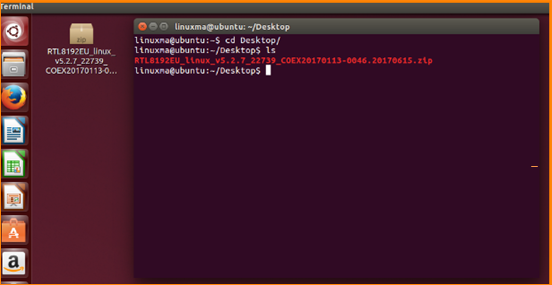 Terminal
linuxma@ubuntu: ~/Desktop
RTL8192EU_linux_
v5.2.7_22739_
COEX20170113-0...
linuxma@ubuntu:~$ cd Desktop/
linuxma@ubuntu:~/Desktop$ ls
RTL8192EU_linux_v5.2.7_22739_COEX20170113-0046.20170615.zip
linuxma@ubuntu:~/Desktop$